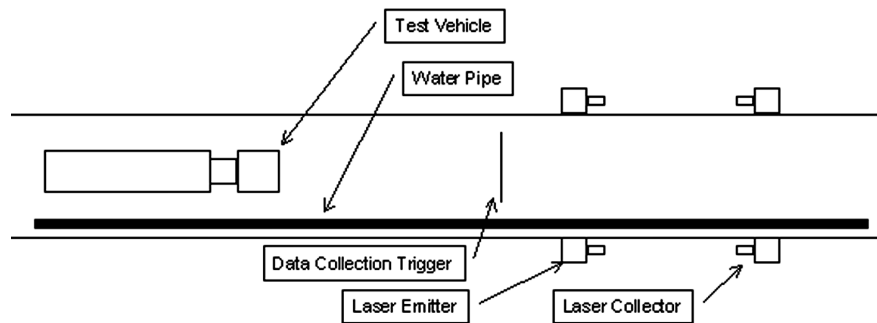 Test Vehicle
Water Pipe
Data Collection Trigger
Laser Emitter
Laser Collector